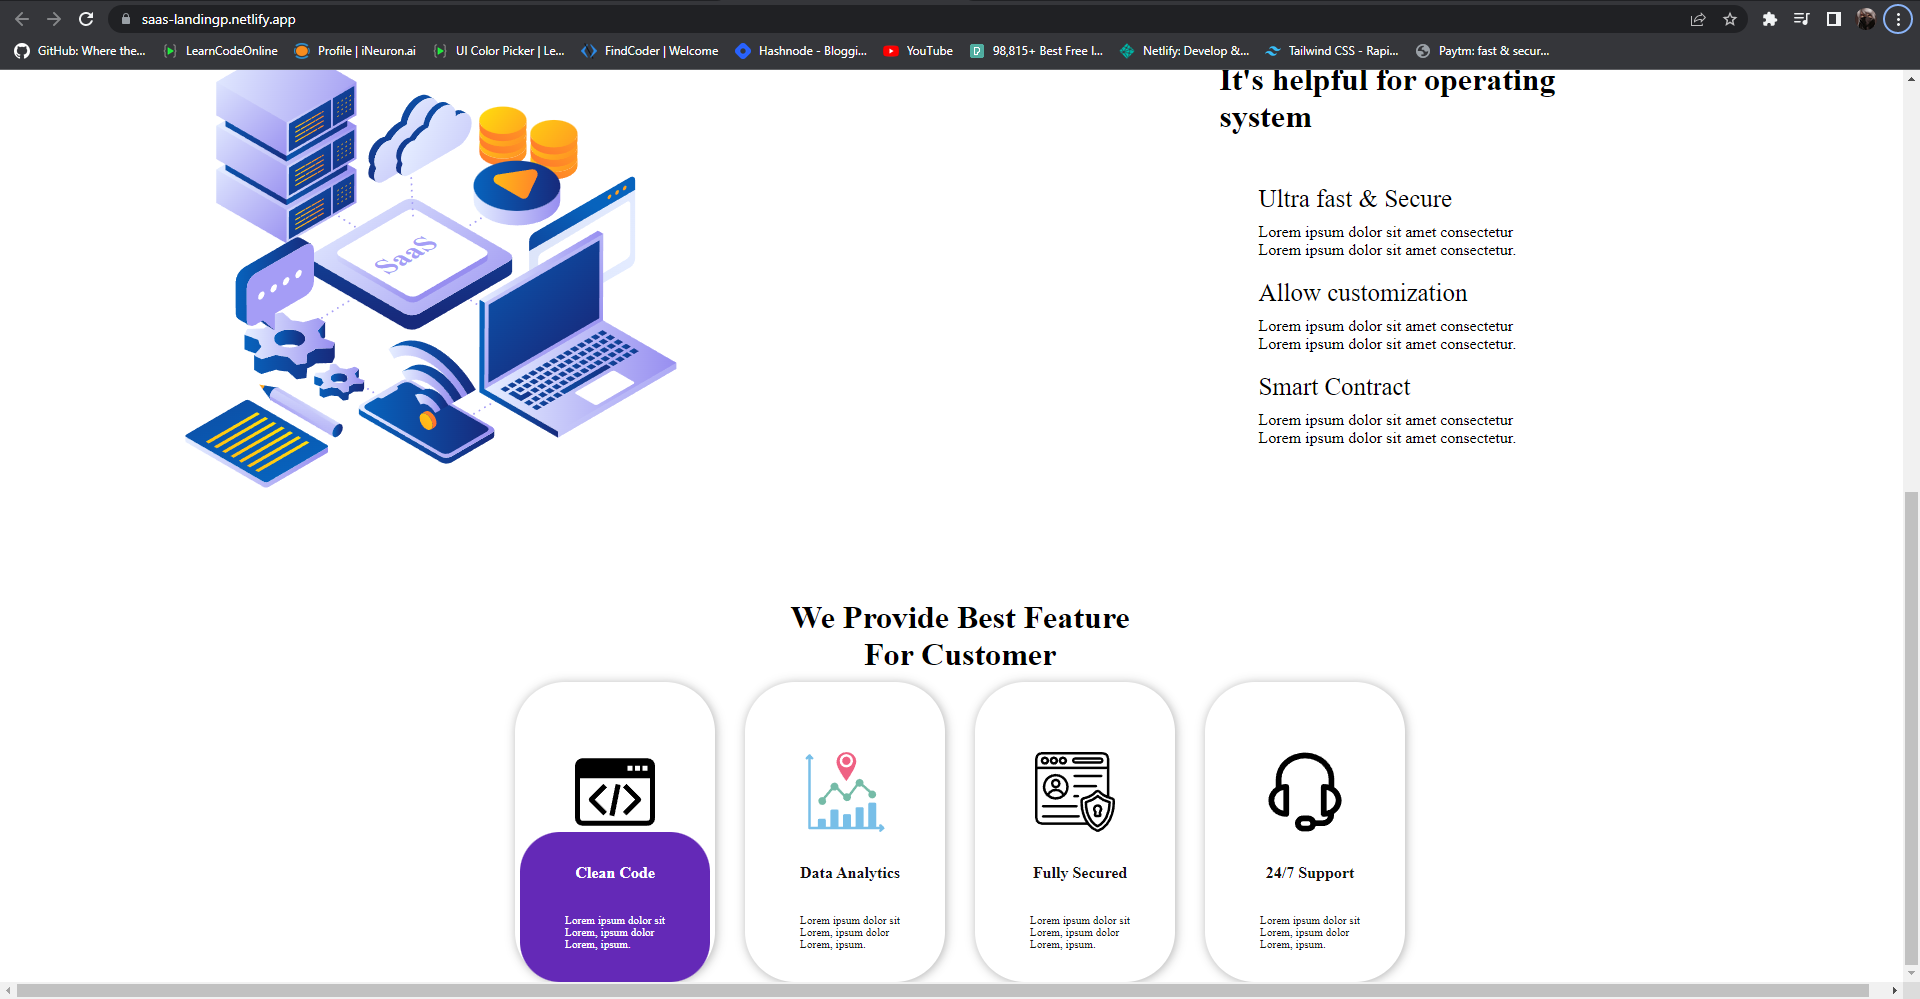 saas-landingp.netlify.app
GitHub: Where the...
LearnCodeOnline
Profile | iNeuron.ai
UI Color Picker | Le...
FindCoder | Welcome
Hashnode - Bloggi...
YouTube
98,815+ Best Free I...
Netlify: Develop &...
Tailwind CSS - Rapi...
Paytm: fast & secur...
SaaS
It's helpful for operating
system
Ultra fast & Secure
Lorem ipsum dolor sit amet consectetur
Lorem ipsum dolor sit amet consectetur.
Allow customization
Lorem ipsum dolor sit amet consectetur
Lorem ipsum dolor sit amet consectetur.
Smart Contract
Lorem ipsum dolor sit amet consectetur
Lorem ipsum dolor sit amet consectetur.
We Provide Best Feature
For Customer
Clean Code
Lorem ipsum dolor sit
Lorem, ipsum dolor
Lorem, ipsum.
Data Analytics
Lorem ipsum dolor sit
Lorem, ipsum dolor
Lorem, ipsum.
Fully Secured
Lorem ipsum dolor sit
Lorem, ipsum dolor
Lorem, ipsum.
24/7 Support
Lorem ipsum dolor sit
Lorem, ipsum dolor
Lorem, ipsum.